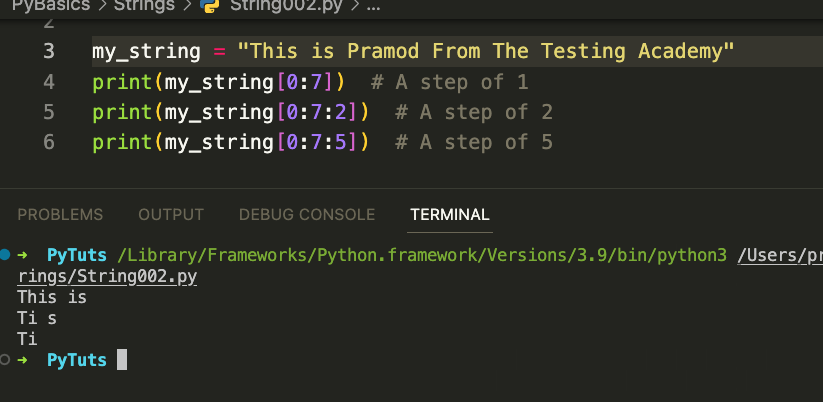 PyBasics > Strings > String002.py > ...
2
3 my_string = "This is Pramod From The Testing Academy"
4 print(my_string[0:7]) # A step of 1
5 print(my_string[0:7:2]) # A step of 2
6 print(my_string[0:7:5]) # A step of 5
PROBLEMS OUTPUT DEBUG CONSOLE TERMINAL
➜ PyTuts /Library/Frameworks/Python.framework/Versions/3.9/bin/python3 /Users/pr
rings/String002.py
This is
Ti s
Ti
➜ PyTuts